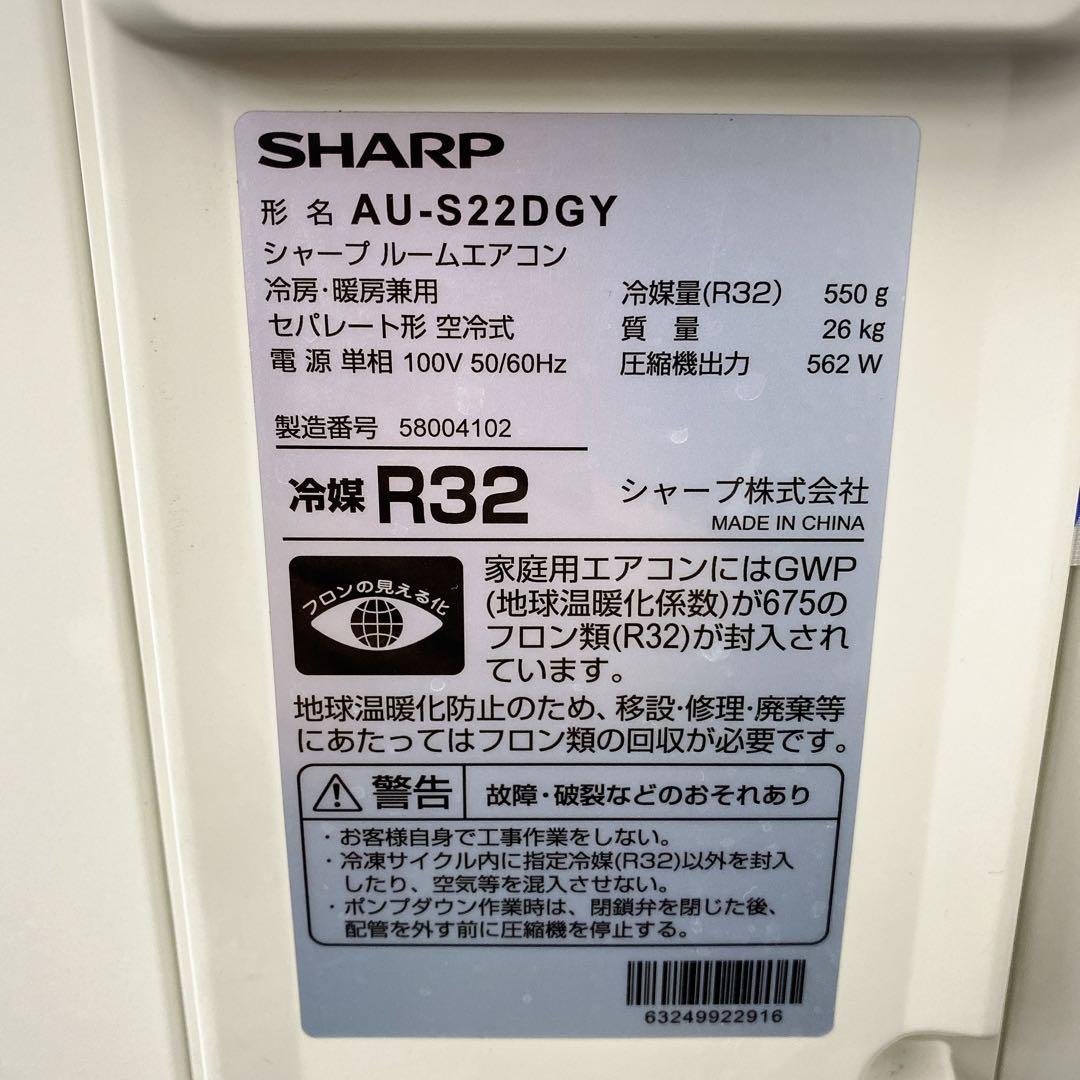 SHARP
形 名 AU-S22DGY
シャープ ルームエアコン
冷房・暖房兼用
セパレート形 空冷式
電 源 単相 100V 50/60Hz
冷媒量(R32) 550 g
質 量 26 kg
圧縮機出力 562 W
製造番号 58004102
冷媒 R32
シャープ株式会社
MADE IN CHINA
フロンの見える化
家庭用エアコンにはGWP
(地球温暖化係数)が675の
フロン類(R32)が封入され
ています。
地球温暖化防止のため、移設・修理・廃棄等
にあたってはフロン類の回収が必要です。
警告
故障・破裂などのおそれあり
・お客様自身で工事作業をしない。
・冷凍サイクル内に指定冷媒(R32)以外を封入
したり、空気等を混入させない。
・ポンプダウン作業時は、閉鎖弁を閉じた後、
配管を外す前に圧縮機を停止する。
63249922916